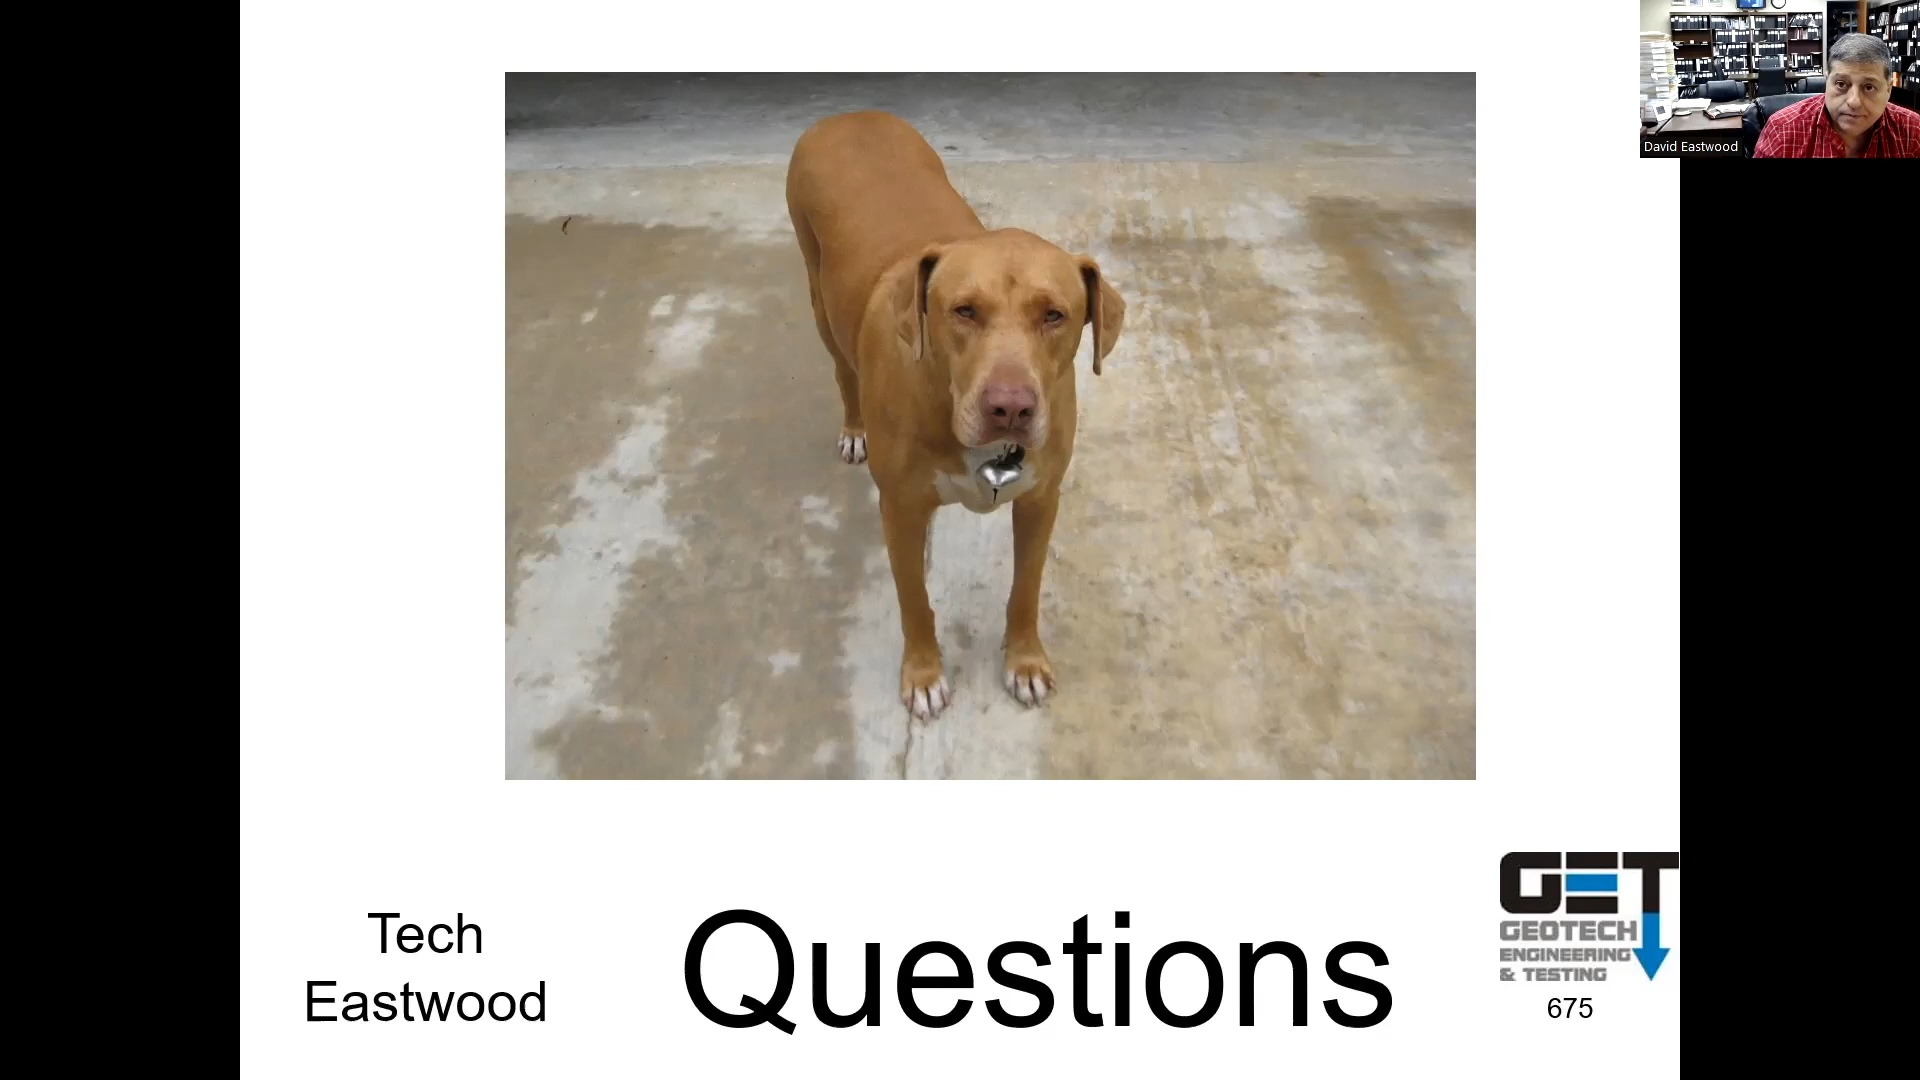 David Eastwood
Tech
Eastwood
Questions
GET
GEOTECH
ENGINEERING
& TESTING
675